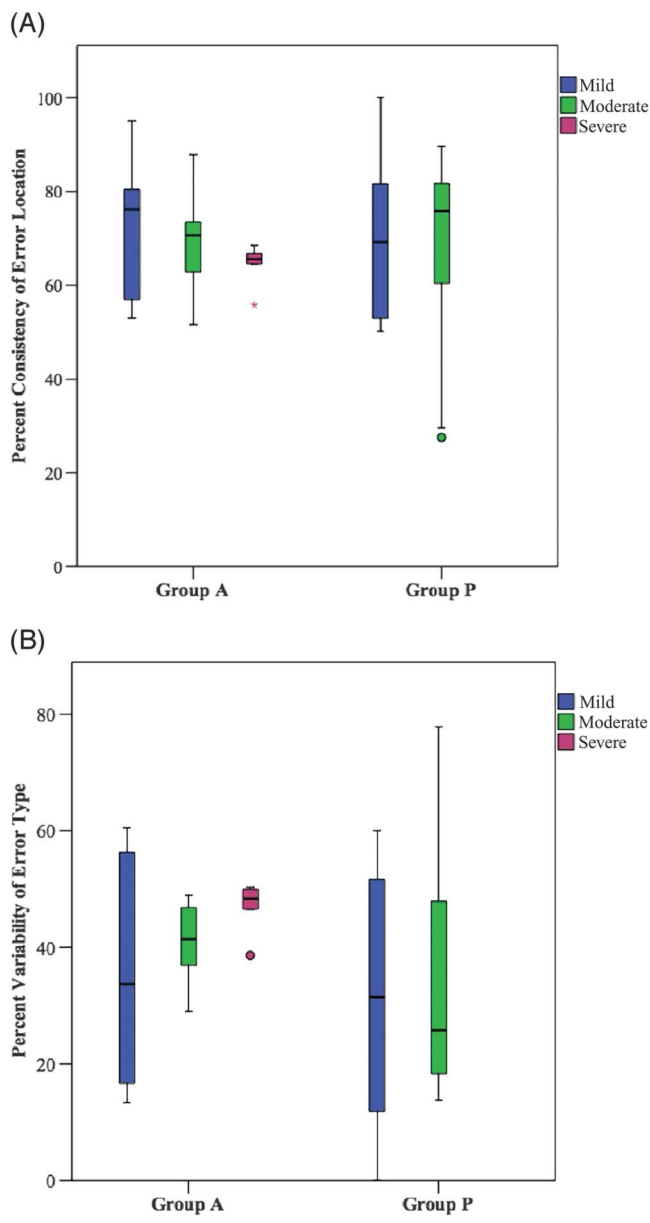 (A)
Percent Consistency of Error Location
100
80
60
40
20
0
Group A
Group P
Mild
Moderate
Severe
(B)
Percent Variability of Error Type
80
60
40
20
0
Group A
Group P
Mild
Moderate
Severe